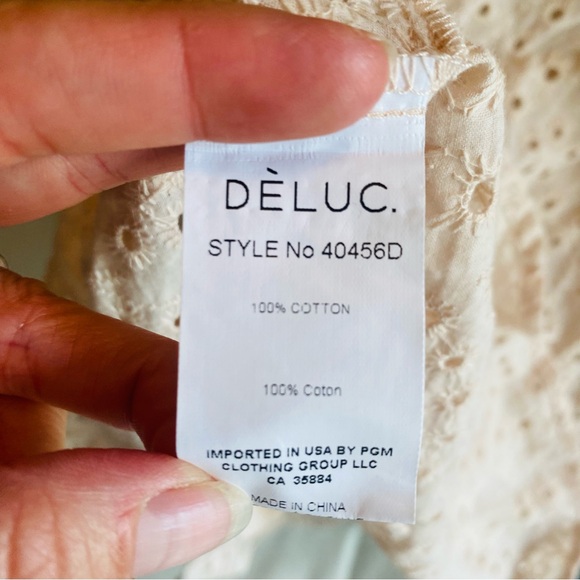 DÈLUC.
STYLE No 40456D
100% COTTON
100% Coton
IMPORTED IN USA BY PGM
CLOTHING GROUP LLC
CA 35884
MADE IN CHINA